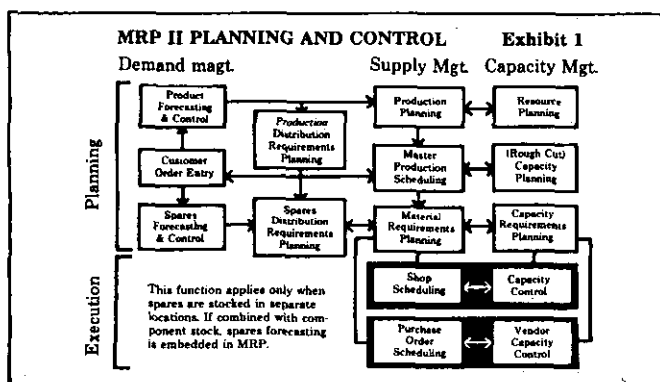 MRP II PLANNING AND CONTROL Exhibit 1
Demand magt. Supply Mgt. Capacity Mgt.
Product
Forecasting
& Control
Production
Distribution
Requirements
Planning
Production
Planning
Resource
Planning
Planning
Customer
Order Entry
Master
Production
Scheduling
(Rough Cut)
Capacity
Planning
Spares
Forecasting
& Control
Spares
Distribution
Requirements
Planning
Material
Requirements
Planning
Capacity
Requirements
Planning
Execution
This function applies only when
spares are stocked in separate
locations. If combined with com-
ponent stock, spares forecasting
is embedded in MRP.
Shop
Scheduling
Capacity
Control
Purchase
Order
Scheduling
Vendor
Capacity
Control